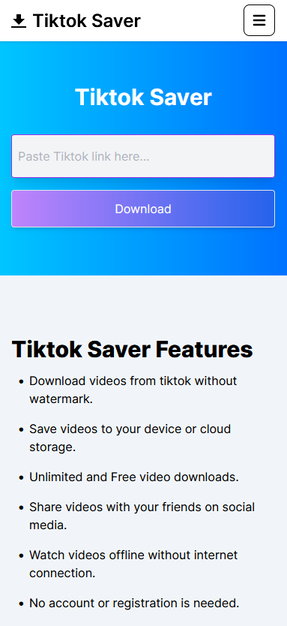 Tiktok Saver
Tiktok Saver
Paste Tiktok link here...
Download
Tiktok Saver Features
• Download videos from tiktok without
watermark.
• Save videos to your device or cloud
storage.
• Unlimited and Free video downloads.
• Share videos with your friends on social
media.
• Watch videos offline without internet
connection.
• No account or registration is needed.